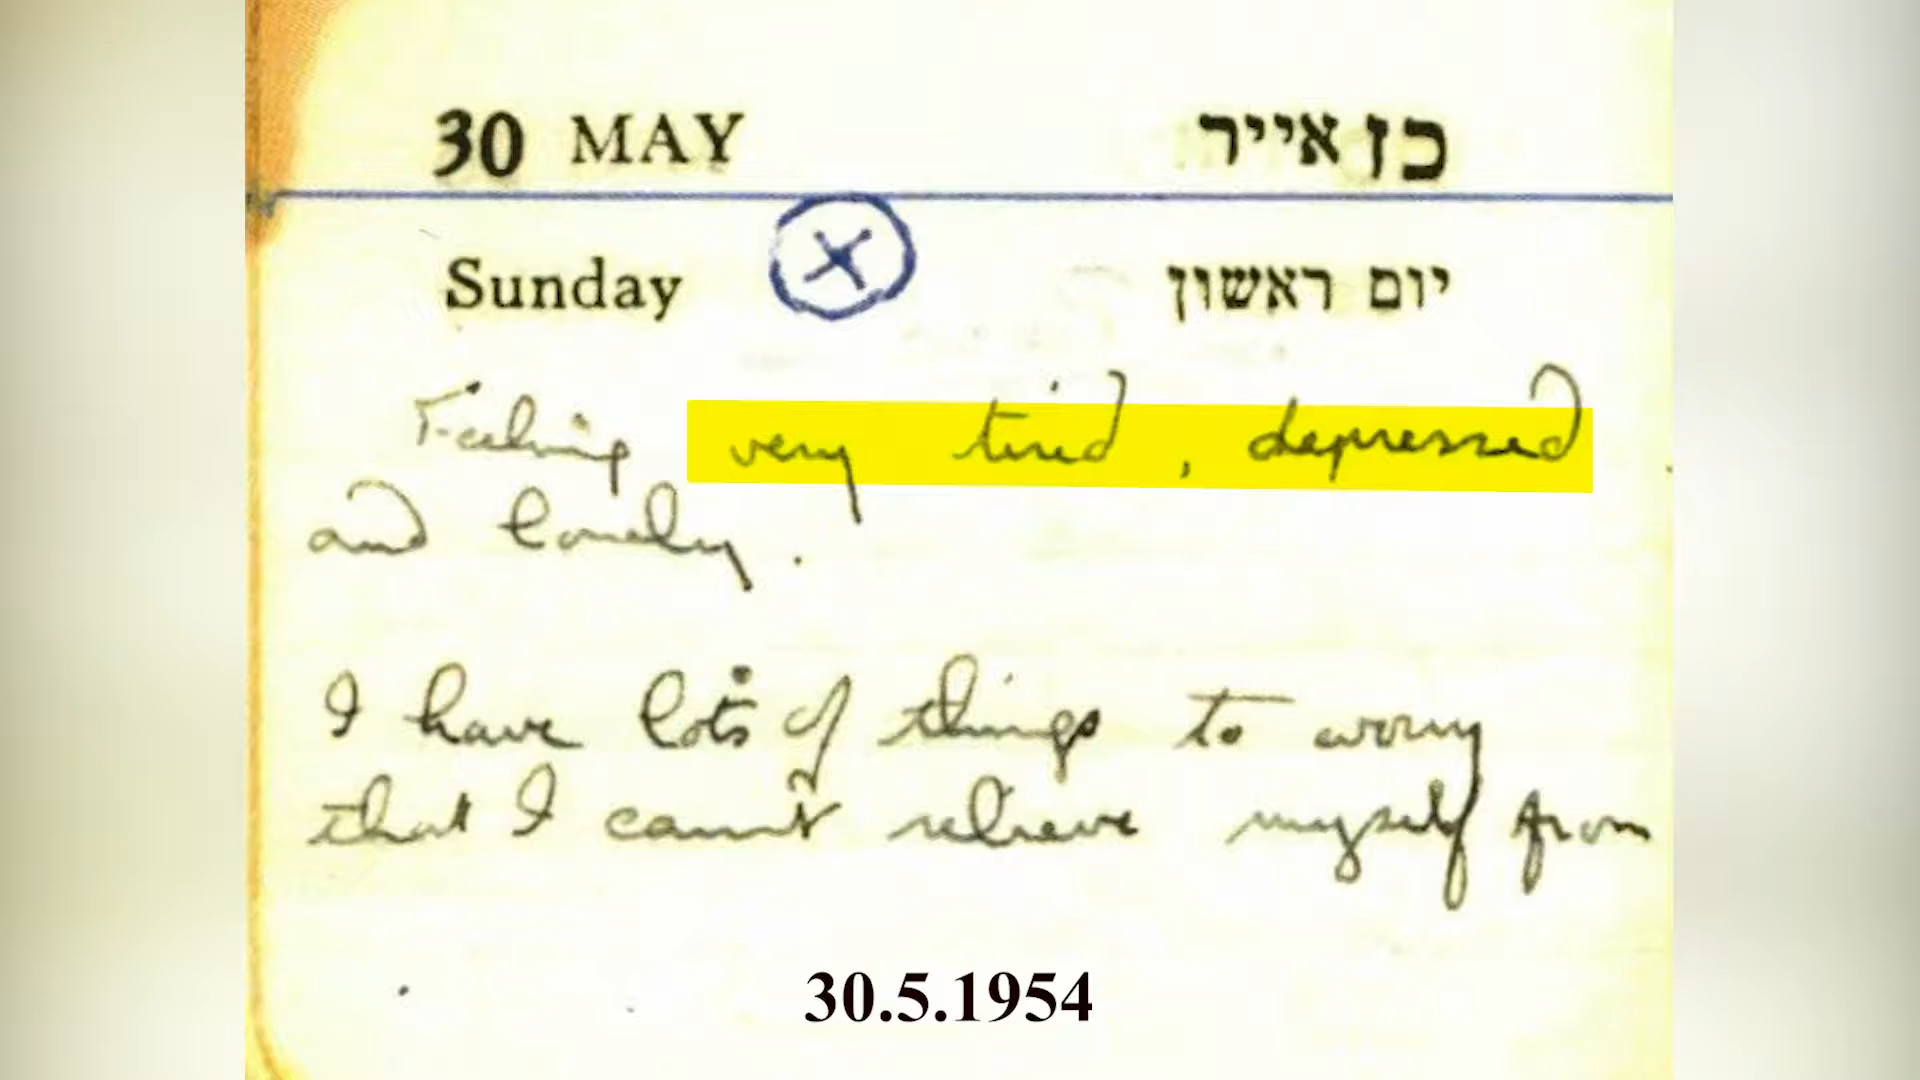 30 MAY כז אייר
Sunday יום ראשון
Feeling very tired, depressed
and lonely.
I have lots of things to worry
that I cannot relieve myself from
30.5.1954